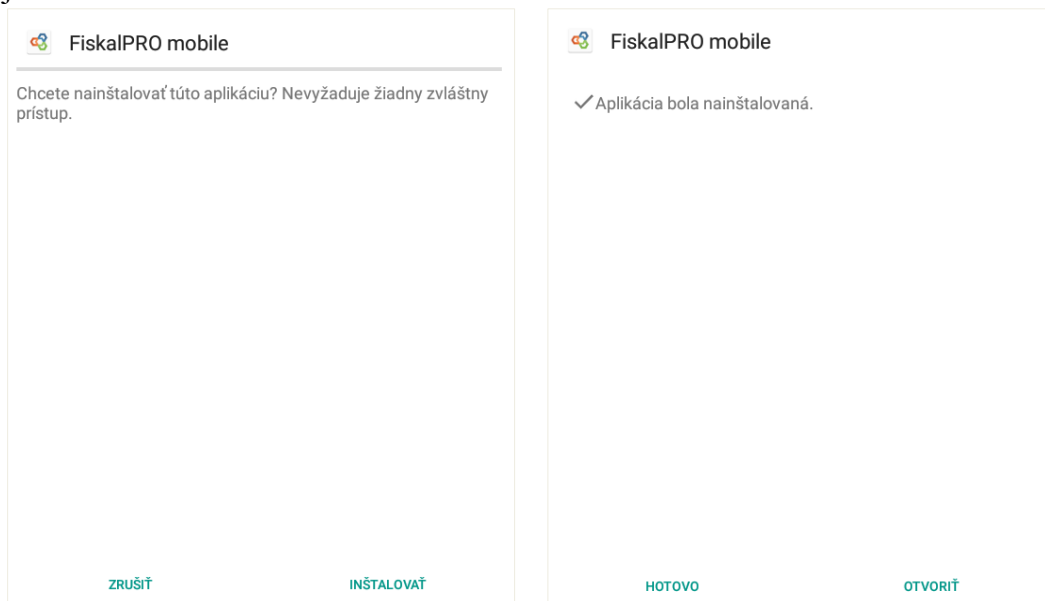 FiskalPRO mobile
Chcete nainštalovať túto aplikáciu? Nevyžaduje žiadny zvláštny
prístup.
ZRUŠIŤ
INŠTALOVAŤ
FiskalPRO mobile
Aplikácia bola nainštalovaná.
HOTOVO
OTVORIŤ